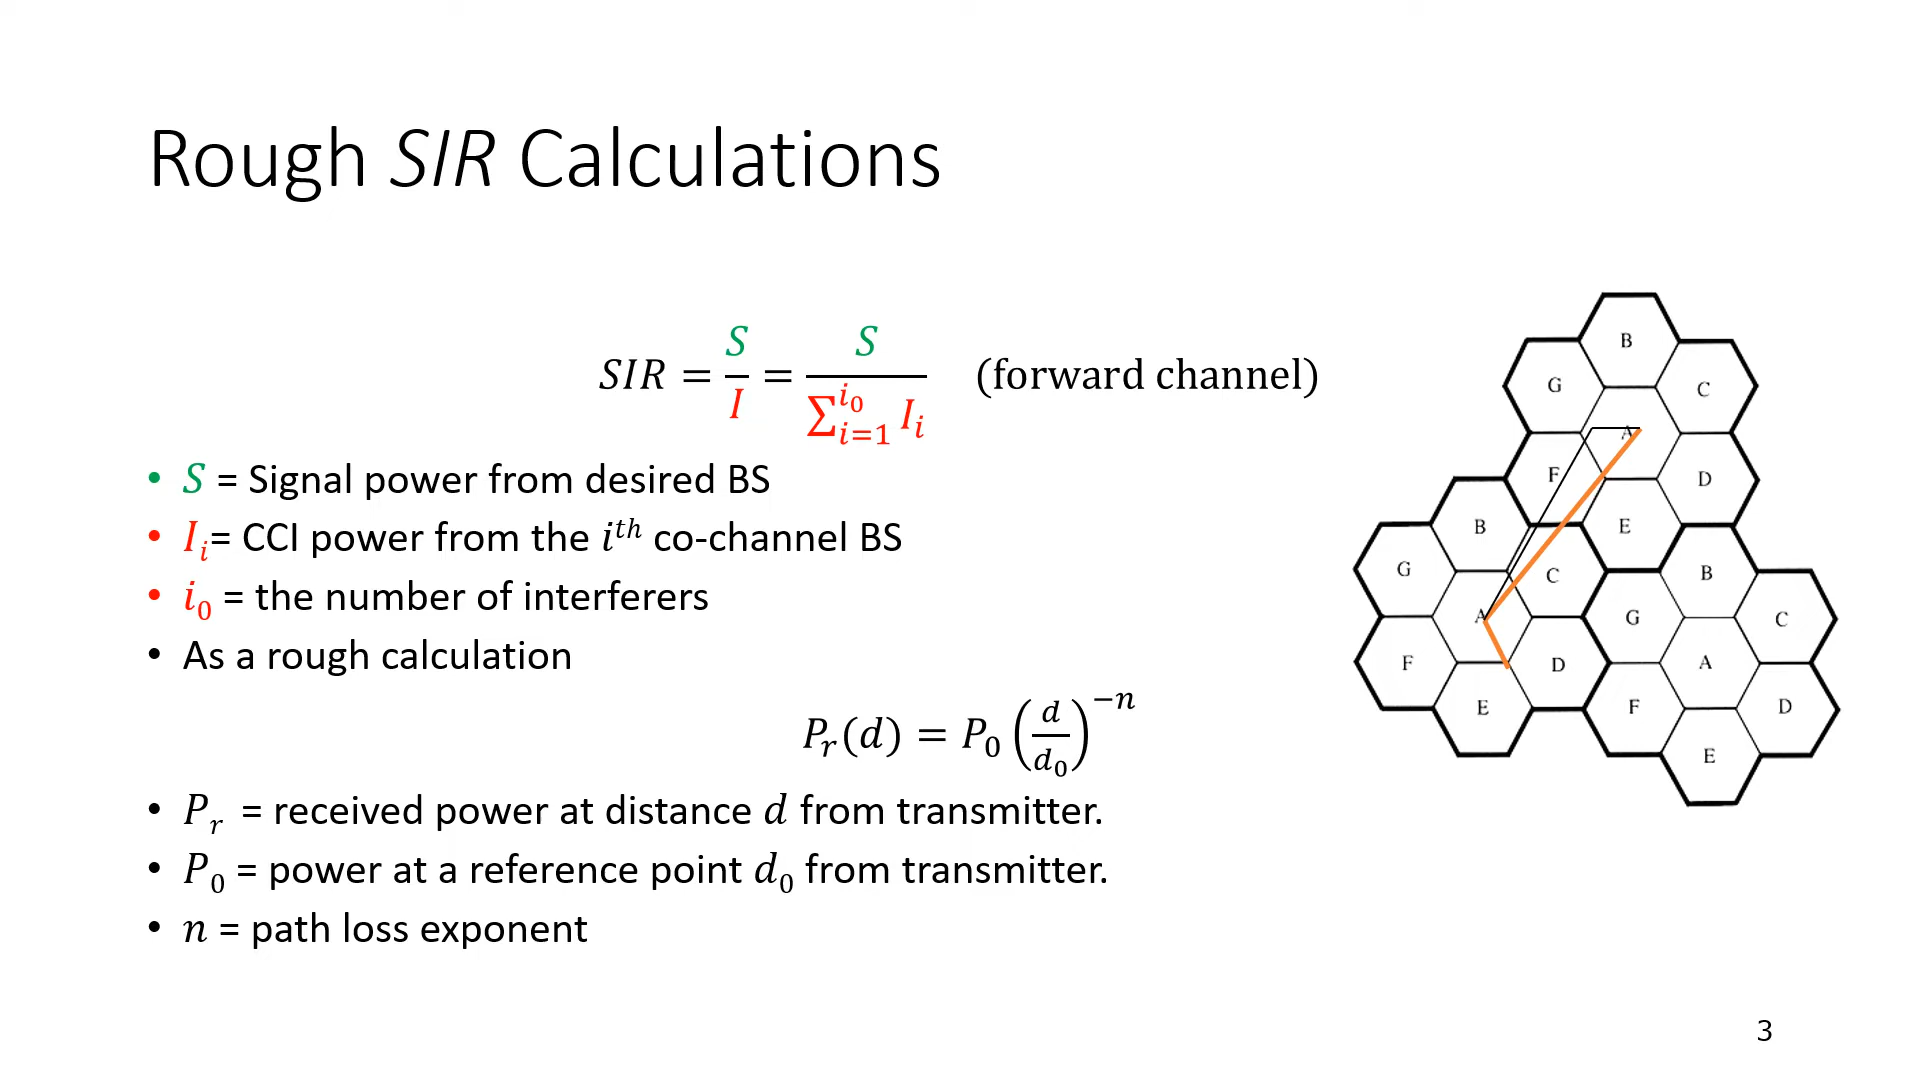 Rough SIR Calculations
SIR = S/I = S / ∑_{i=1}^{i_0} I_i (forward channel)
• S = Signal power from desired BS
• I_i= CCI power from the i^{th} co-channel BS
• i_0 = the number of interferers
• As a rough calculation
P_r(d) = P_0 (d/d_0)^{−n}
• P_r = received power at distance d from transmitter.
• P_0 = power at a reference point d_0 from transmitter.
• n = path loss exponent
B
G
C
A
F
D
B
E
G
C
B
A
G
C
F
D
A
E
F
D
E
3